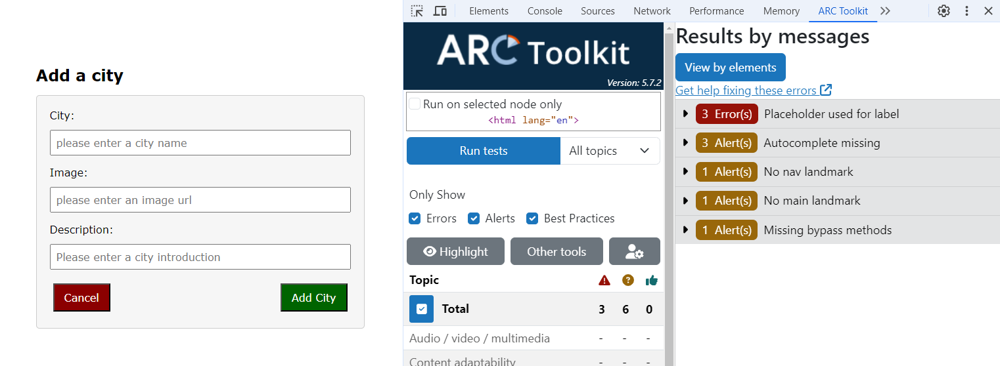 Add a city
City:
please enter a city name
Image:
please enter an image url
Description:
Please enter a city introduction
Cancel Add City
Elements Console Sources Network Performance Memory ARC Toolkit
ARC Toolkit
Version: 5.7.2
Run on selected node only
<html lang="en">
Run tests All topics
Only Show
Errors Alerts Best Practices
Highlight Other tools
Topic
Total 3 6 0
Audio / video / multimedia - - -
Content adaptability - - -
Results by messages
View by elements
Get help fixing these errors
3 Error(s) Placeholder used for label
3 Alert(s) Autocomplete missing
1 Alert(s) No nav landmark
1 Alert(s) No main landmark
1 Alert(s) Missing bypass methods